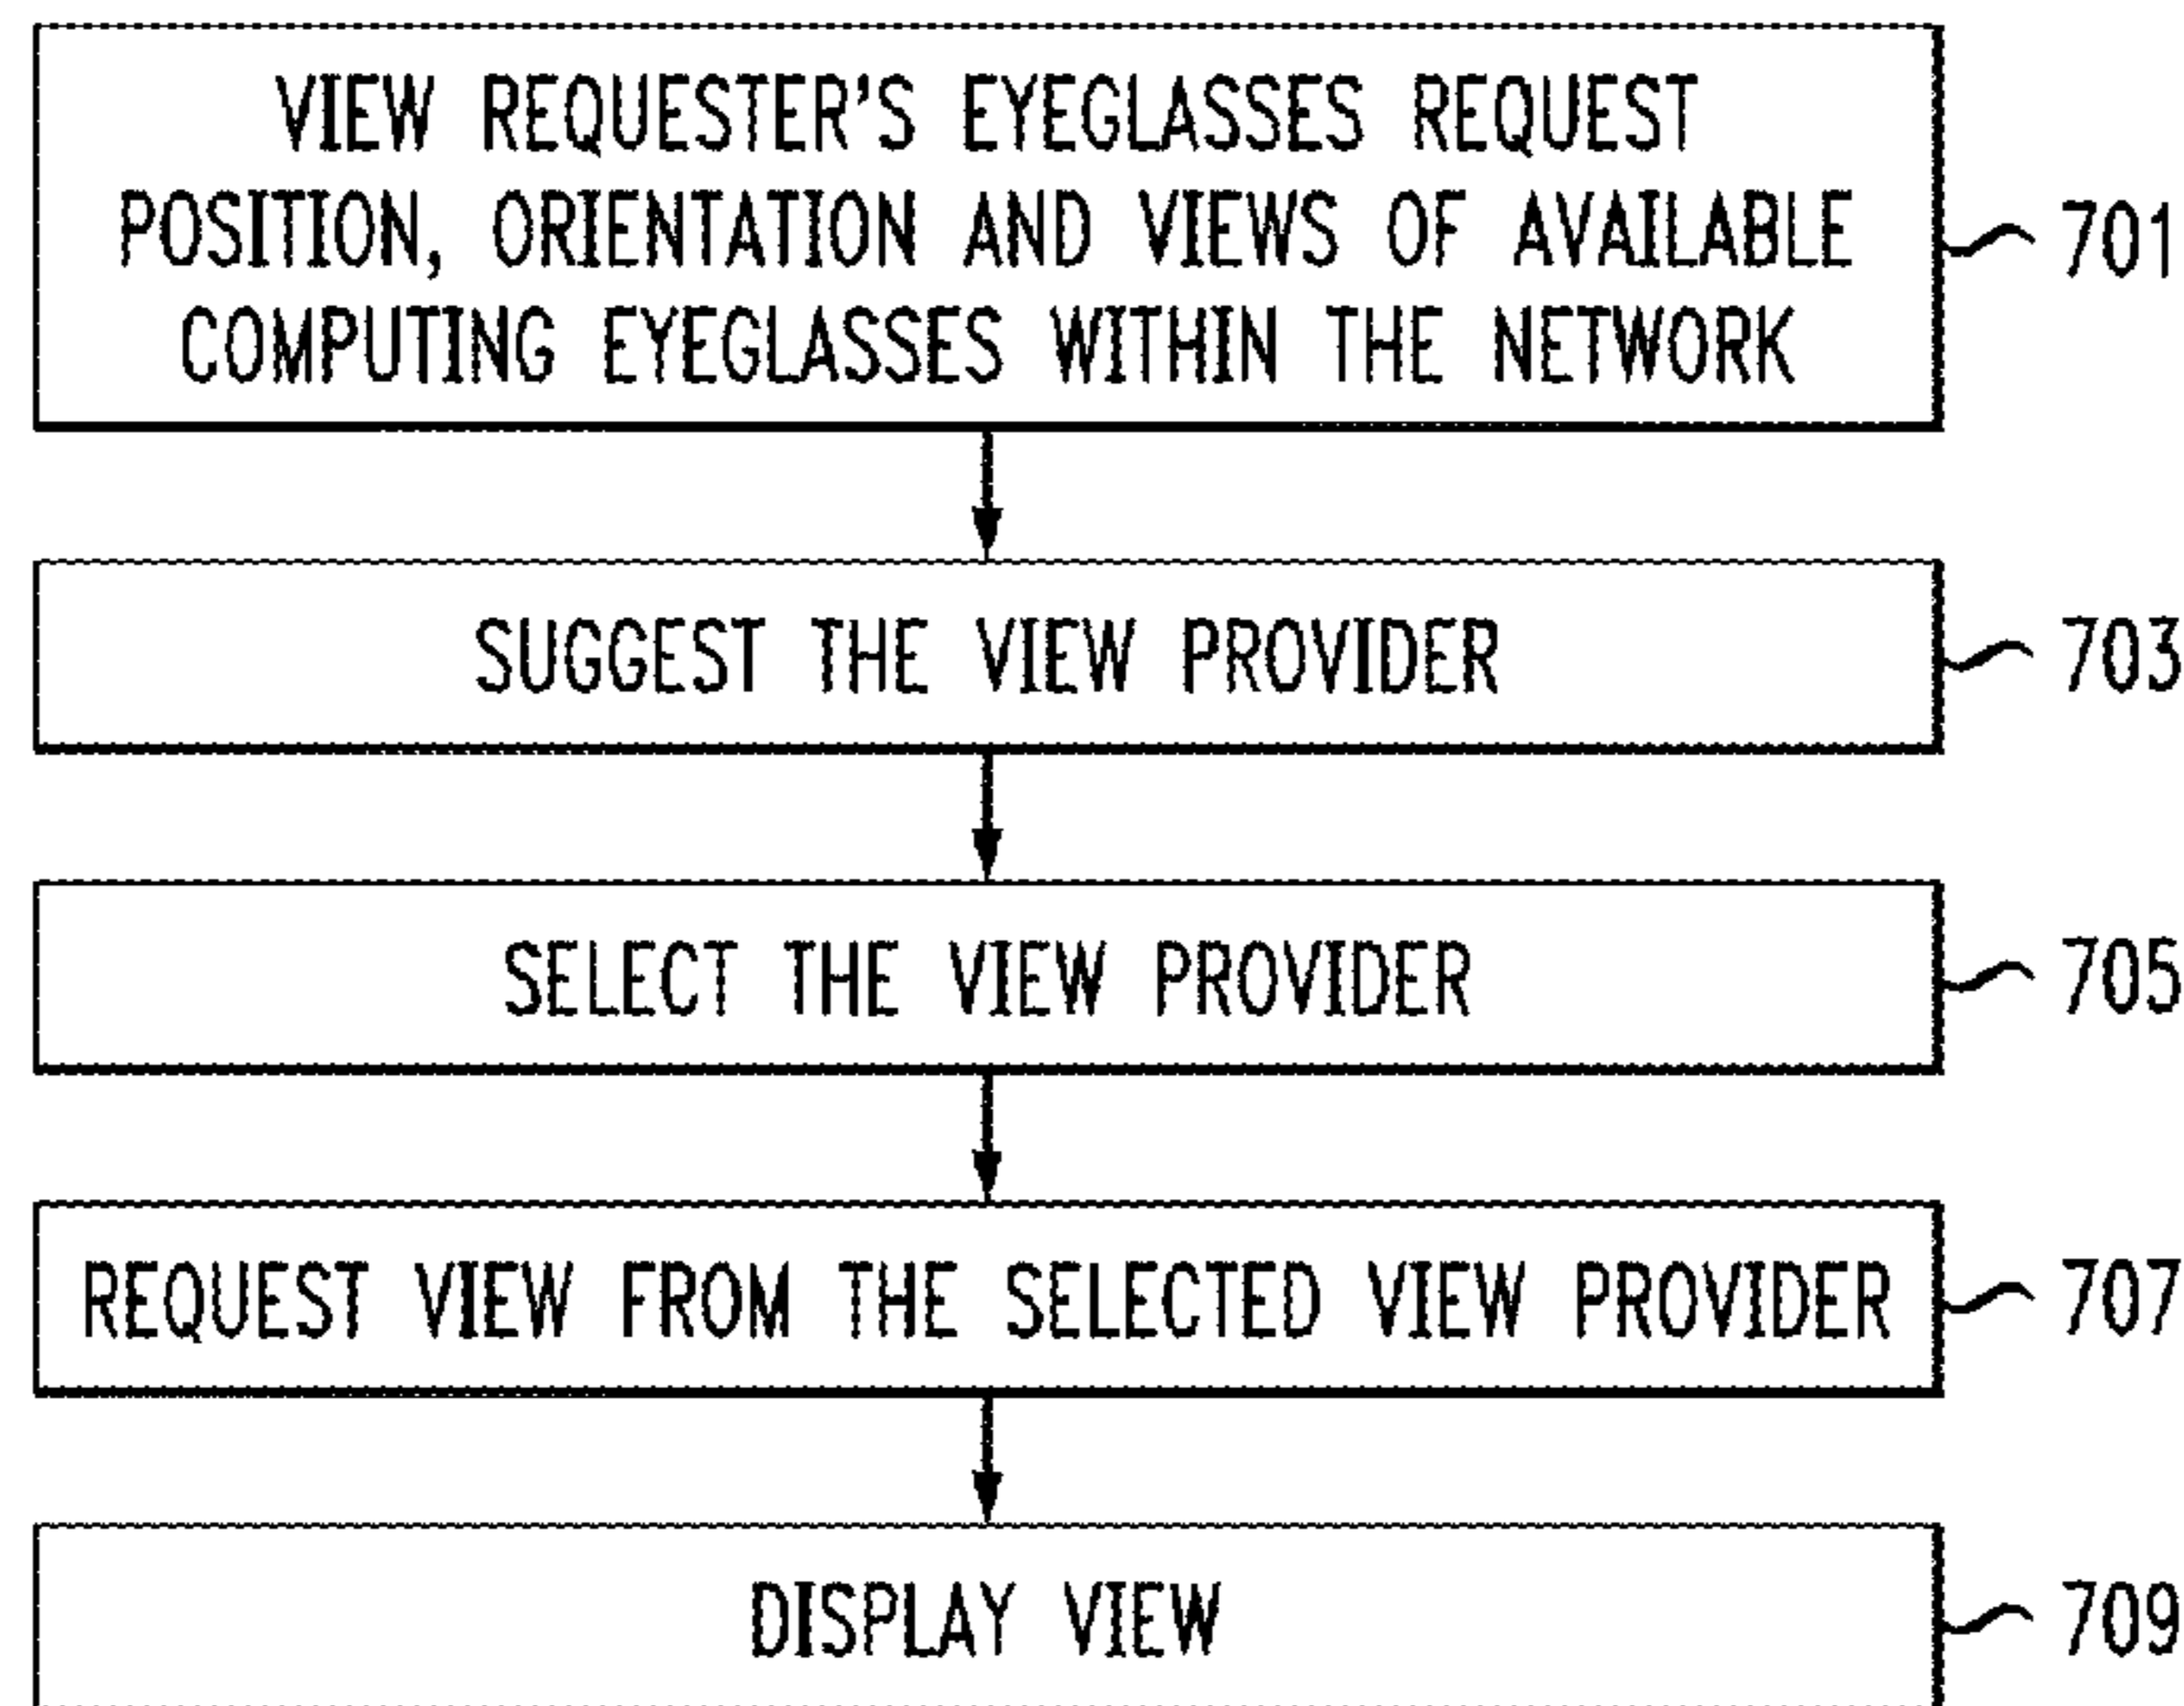 VIEW REQUESTER'S EYEGLASSES REQUEST
POSITION, ORIENTATION AND VIEWS OF AVAILABLE
COMPUTING EYEGLASSES WITHIN THE NETWORK
701
SUGGEST THE VIEW PROVIDER
703
SELECT THE VIEW PROVIDER
705
REQUEST VIEW FROM THE SELECTED VIEW PROVIDER
707
DISPLAY VIEW
709